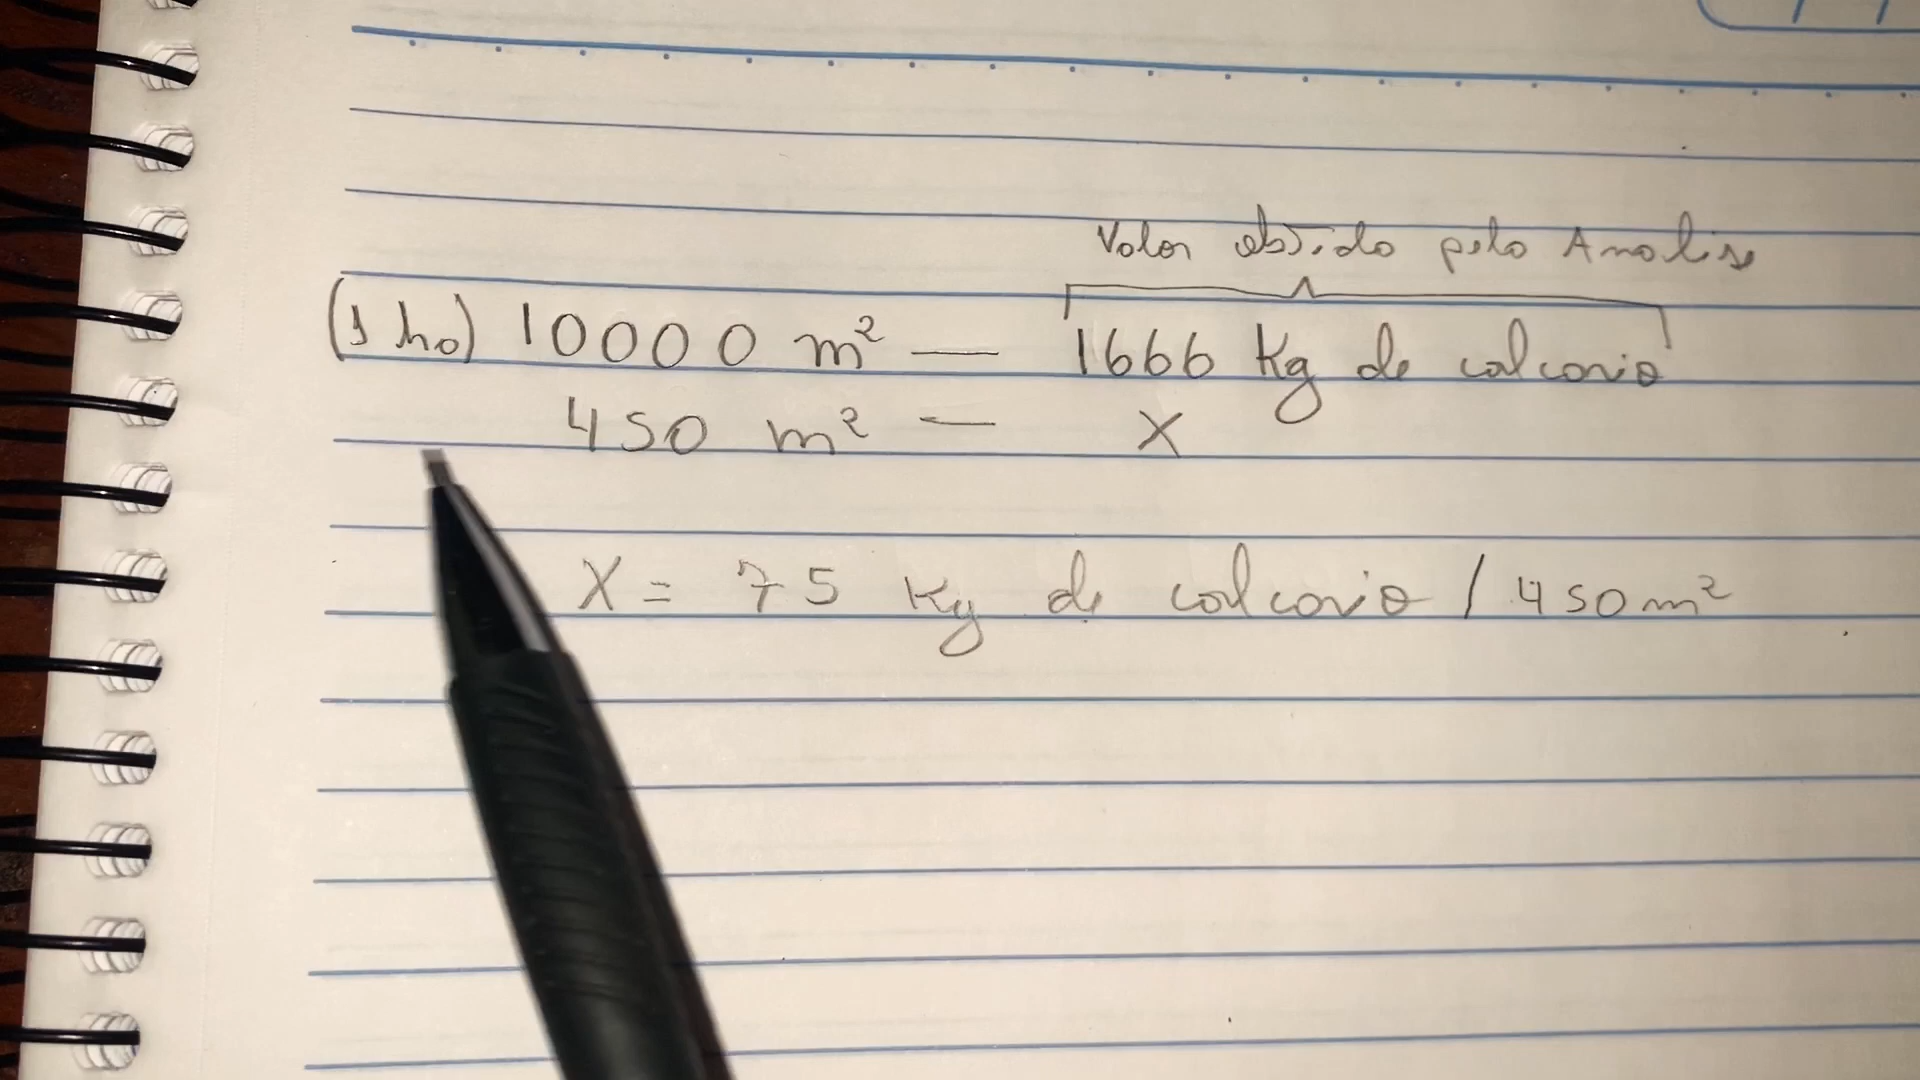 Valor obtido pela Analise
(1 ha) 10000 m² — 1666 Kg de calcario
450 m² — X
X = 75 Kg de calcario / 450 m²